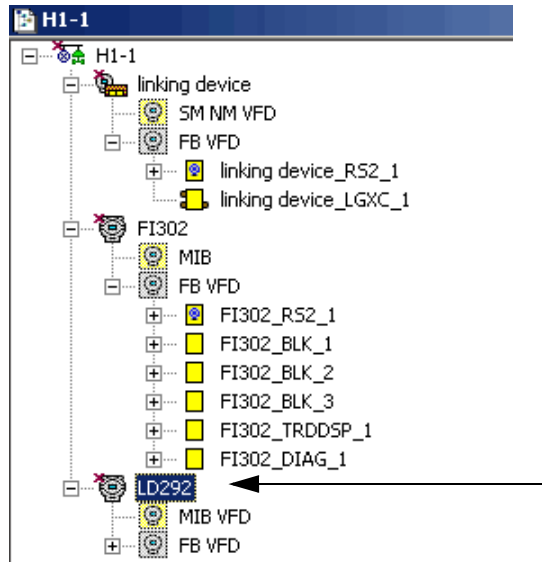 H1-1
H1-1
linking device
SM NM VFD
FB VFD
linking device_RS2_1
linking device_LGXC_1
FI302
MIB
FB VFD
FI302_RS2_1
FI302_BLK_1
FI302_BLK_2
FI302_BLK_3
FI302_TRDDSP_1
FI302_DIAG_1
LD292
MIB VFD
FB VFD